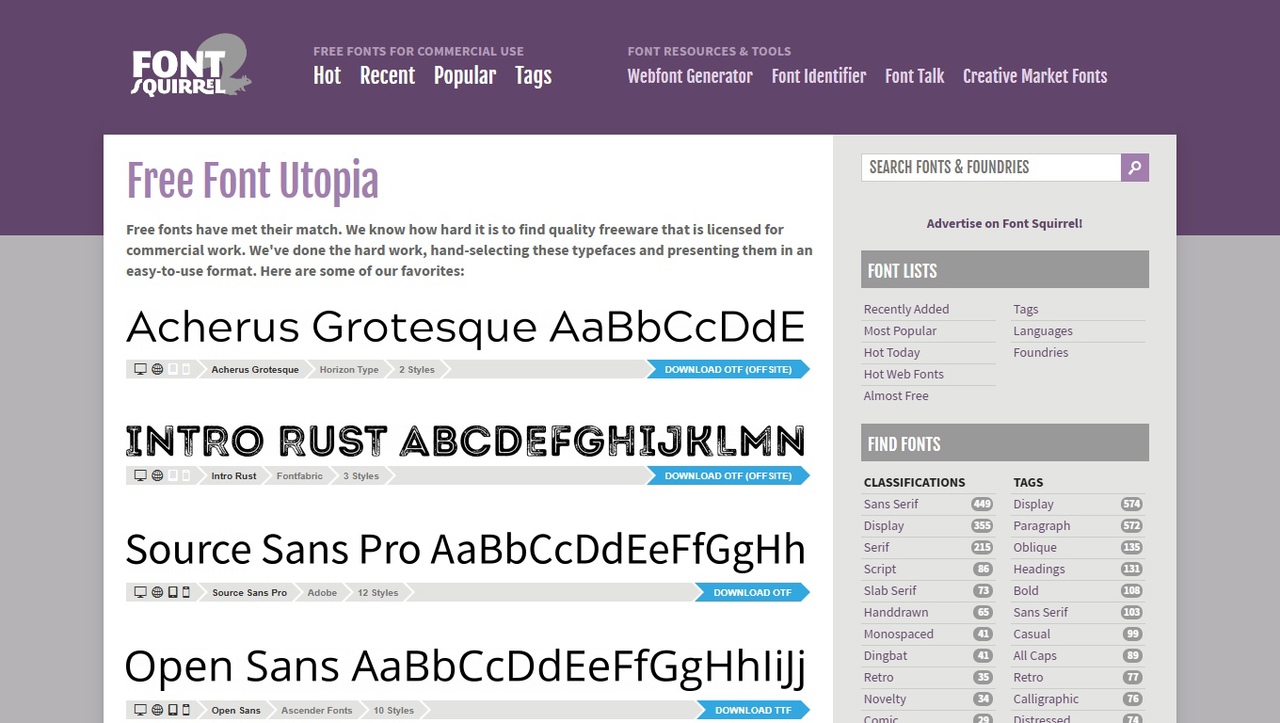 FONT
SQUIRREL
FREE FONTS FOR COMMERCIAL USE
Hot Recent Popular Tags
FONT RESOURCES & TOOLS
Webfont Generator Font Identifier Font Talk Creative Market Fonts
Free Font Utopia
Free fonts have met their match. We know how hard it is to find quality freeware that is licensed for
commercial work. We've done the hard work, hand-selecting these typefaces and presenting them in an
easy-to-use format. Here are some of our favorites:
Acherus Grotesque AaBbCcDdE
Acherus Grotesque Horizon Type 2 Styles DOWNLOAD OTF (OFFSITE)
INTRO RUST ABCDEFGHIJKLMN
Intro Rust Fontfabric 3 Styles DOWNLOAD OTF (OFFSITE)
Source Sans Pro AaBbCcDdEeFfGgHh
Source Sans Pro Adobe 12 Styles DOWNLOAD OTF
Open Sans AaBbCcDdEeFfGgHhIiJj
Open Sans Ascender Fonts 10 Styles DOWNLOAD TTF
SEARCH FONTS & FOUNDRIES
Advertise on Font Squirrel!
FONT LISTS
Recently Added
Most Popular
Hot Today
Hot Web Fonts
Almost Free
Tags
Languages
Foundries
FIND FONTS
CLASSIFICATIONS
Sans Serif 449
Display 355
Serif 215
Script 86
Slab Serif 73
Handdrawn 65
Monospaced 41
Dingbat 41
Retro 35
Novelty 34
Comic 29
TAGS
Display 574
Paragraph 572
Oblique 135
Headings 131
Bold 108
Sans Serif 103
Casual 99
All Caps 89
Retro 77
Calligraphic 76
Distressed 74